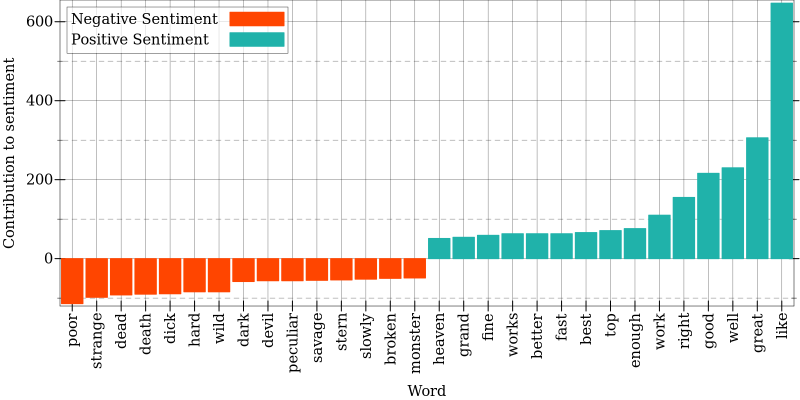 Negative Sentiment
Positive Sentiment
Contribution to sentiment
600
400
200
0
poor
strange
dead
death
dick
hard
wild
dark
devil
peculiar
savage
stern
slowly
broken
monster
heaven
grand
fine
works
better
fast
best
top
enough
work
right
good
well
great
like
Word